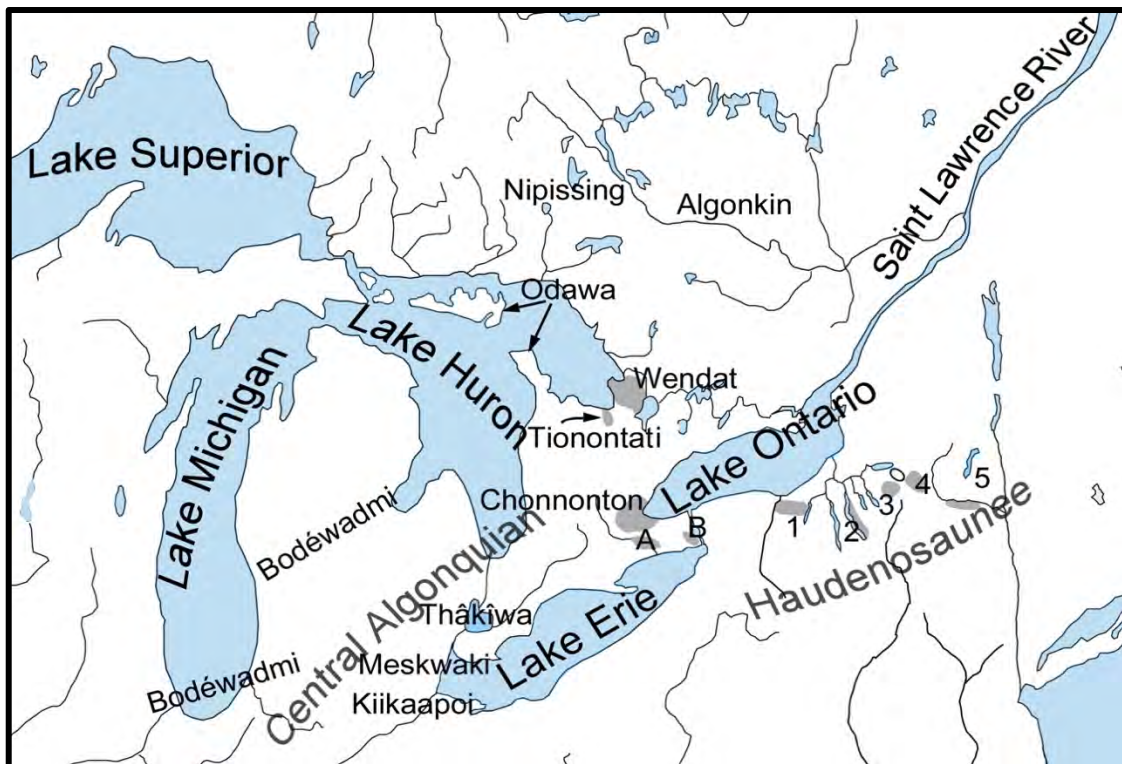 Lake Superior
Nipissing
Algonkin
Saint Lawrence River
Odawa
Lake Huron
Lake Michigan
Wendat
Tionontati
Lake Ontario
Chonnonton
A
B
1
2
3
4
5
Haudenosaunee
Bodéwadmi
Central Algonquian
Thâkîwa
Lake Erie
Meskwaki
Bodéwadmi
Kiikaapoi